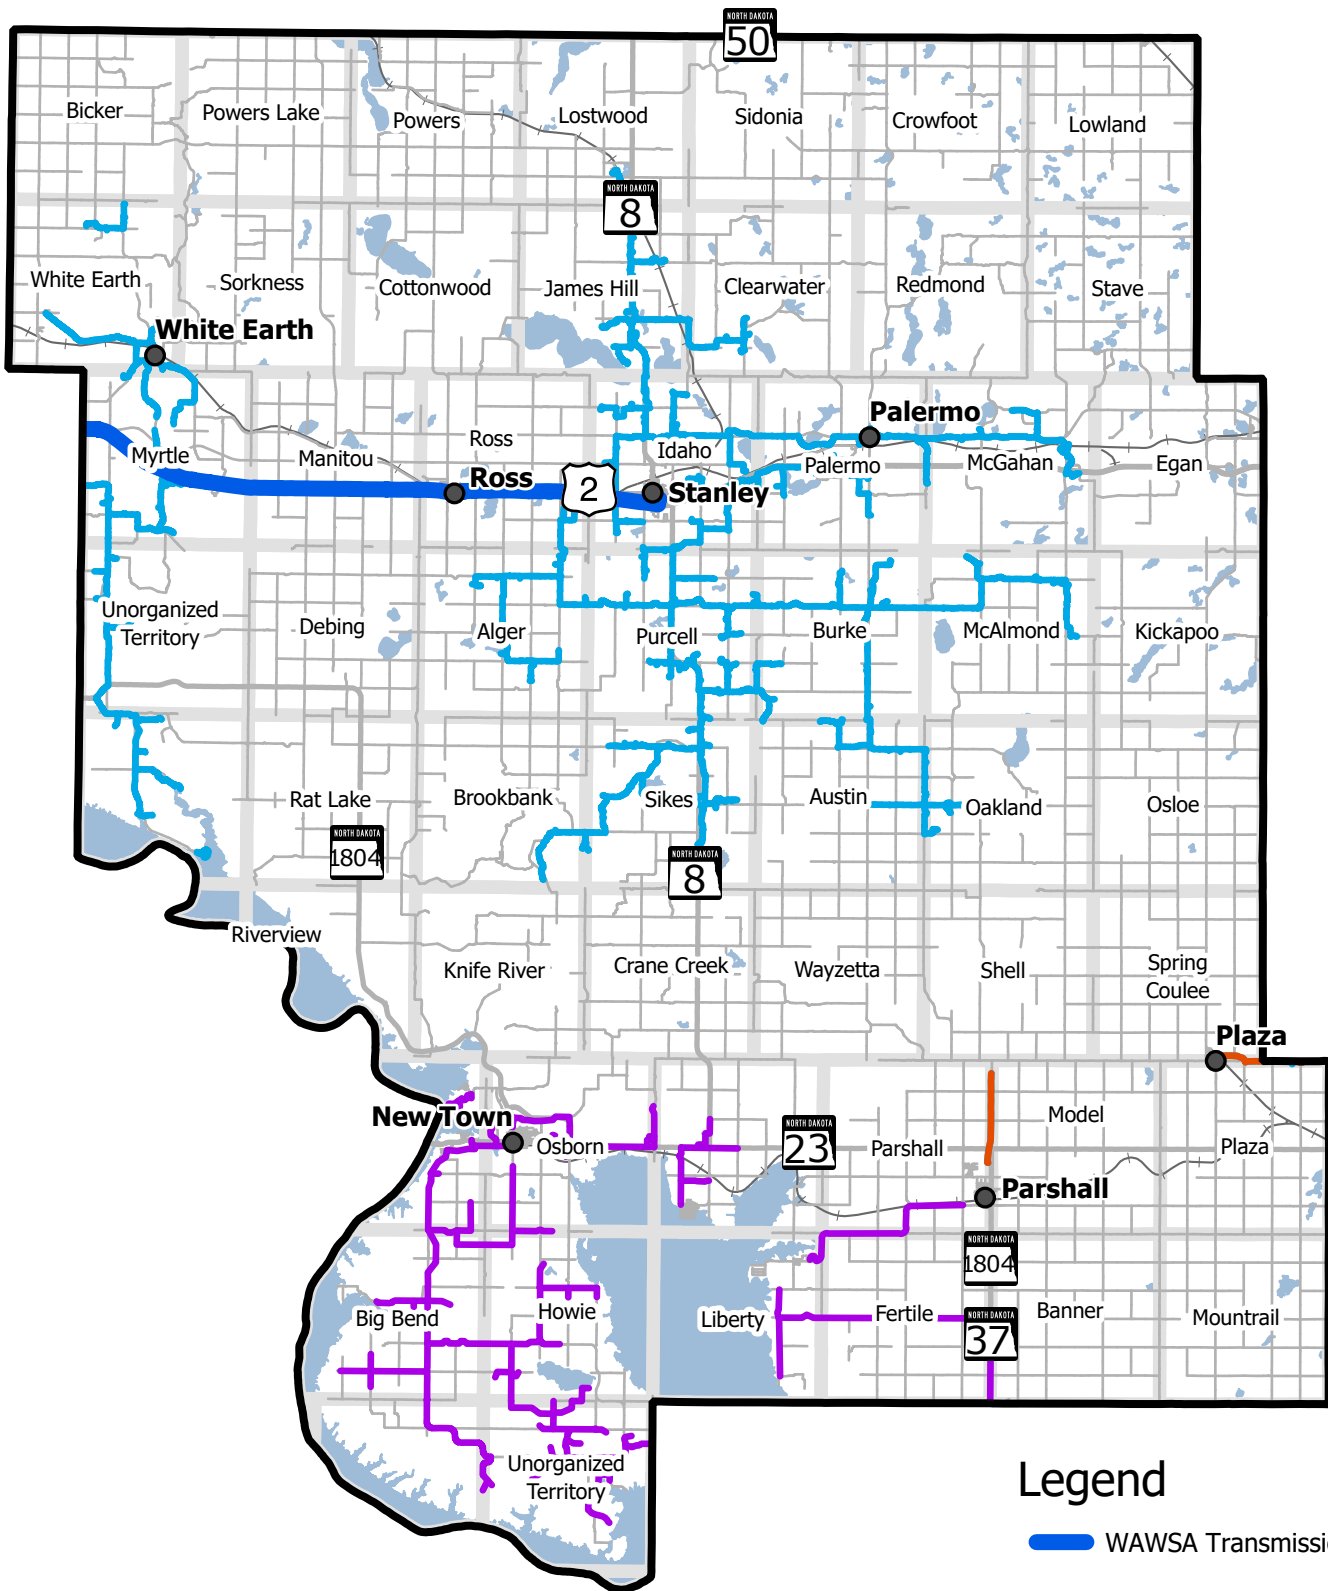 NORTH DAKOTA
50
Bicker
Powers Lake
Powers
Lostwood
Sidonia
Crowfoot
Lowland
NORTH DAKOTA
8
White Earth
Sorkness
Cottonwood
James Hill
Clearwater
Redmond
Stave
White Earth
Palermo
Myrtle
Manitou
Ross
Idaho
Palermo
McGahan
Egan
Ross
2
Stanley
Unorganized
Territory
Debing
Alger
Purcell
Burke
McAlmond
Kickapoo
Rat Lake
Brookbank
Sikes
Austin
Oakland
Osloe
NORTH DAKOTA
1804
NORTH DAKOTA
8
Riverview
Knife River
Crane Creek
Wayzetta
Shell
Spring
Coulee
Plaza
New Town
Osborn
NORTH DAKOTA
23
Parshall
Model
Plaza
Parshall
NORTH DAKOTA
1804
Big Bend
Howie
Liberty
Fertile
NORTH DAKOTA
37
Banner
Mountrail
Unorganized
Territory
Legend
WAWSA Transmissi